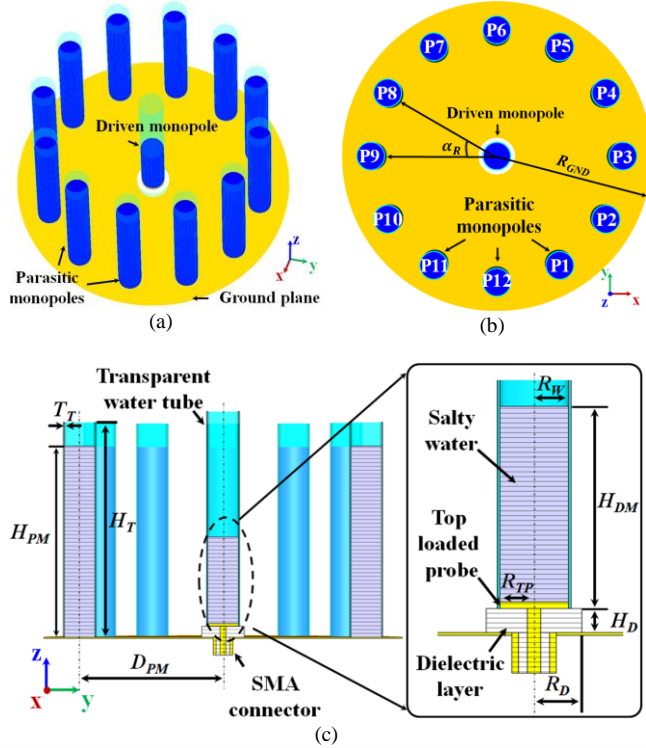 Driven monopole
Parasitic
monopoles
Ground plane
z
y
x
(a)
P6
P7
P5
P8
P4
Driven monopole
P9
α_R
R_GND
P3
P10
Parasitic
monopoles
P2
P11
P12
P1
y
z
x
(b)
Transparent
water tube
T_T
H_PM
H_T
D_PM
SMA
connector
z
x
y
R_W
Salty
water
H_DM
Top
loaded
probe
R_TP
H_D
Dielectric
layer
R_D
(c)